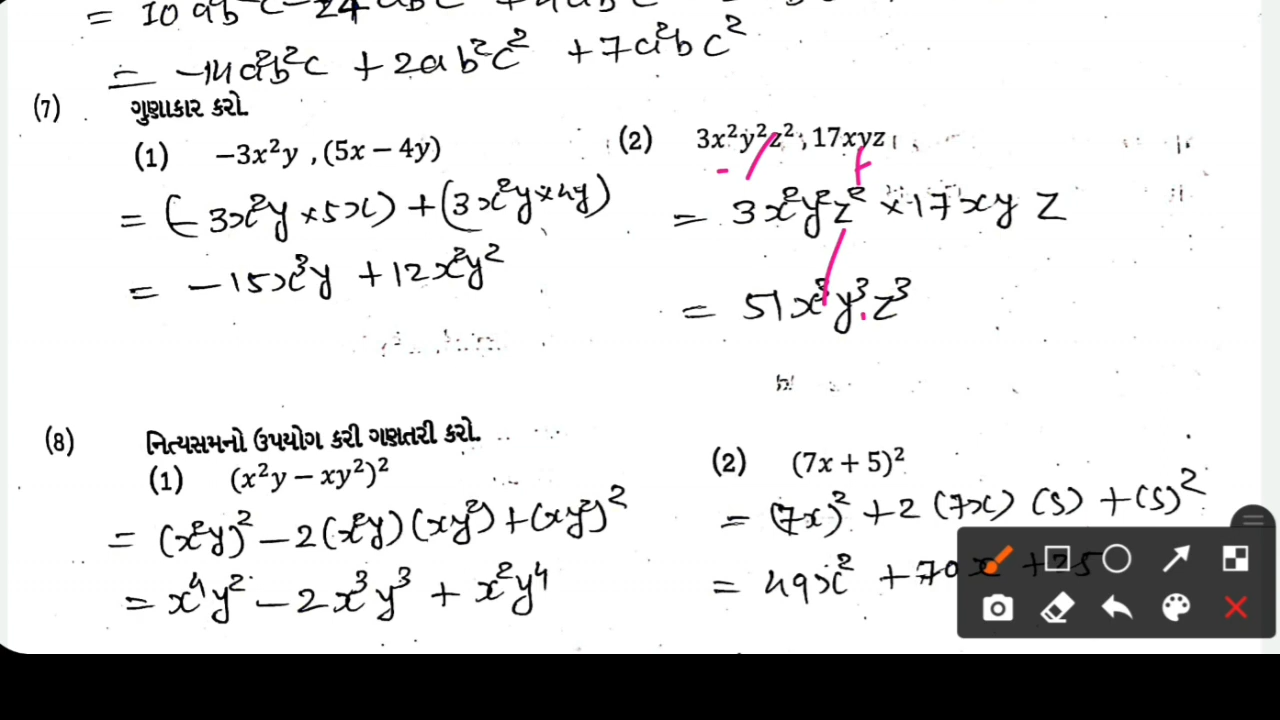 = 10
= -14a²b²c + 2ab²c² + 7a²bc²
(7) ગુણાકાર કરો.
(1) −3x²y , (5x − 4y)
= (-3x²y × 5x) + (3x²y × 4y)
= -15x³y + 12x²y²
(2) 3x²y²z² , 17xyz
= 3x²y²z² × 17xy z
= 51x³y³z³
(8) નિત્યસમનો ઉપયોગ કરી ગણતરી કરો.
(1) (x²y − xy²)²
= (x²y)² - 2(x²y)(xy²) + (xy²)²
= x⁴y² - 2x³y³ + x²y⁴
(2) (7x + 5)²
= (7x)² + 2(7x)(5) + (5)²
= 49x² + 70x + 25